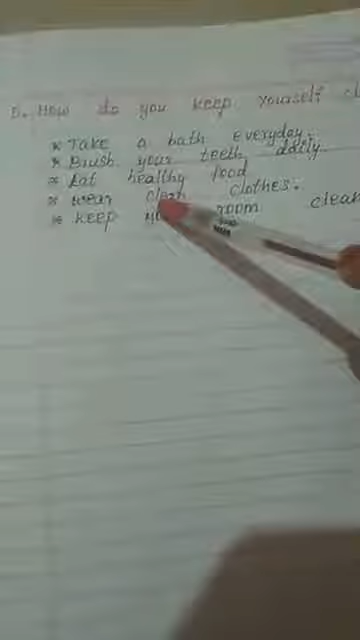 D. How do you keep yourself
* Take a bath everyday.
* Brush your teeth daily
* Eat healthy food
* wear clean clothes.
* keep room clean